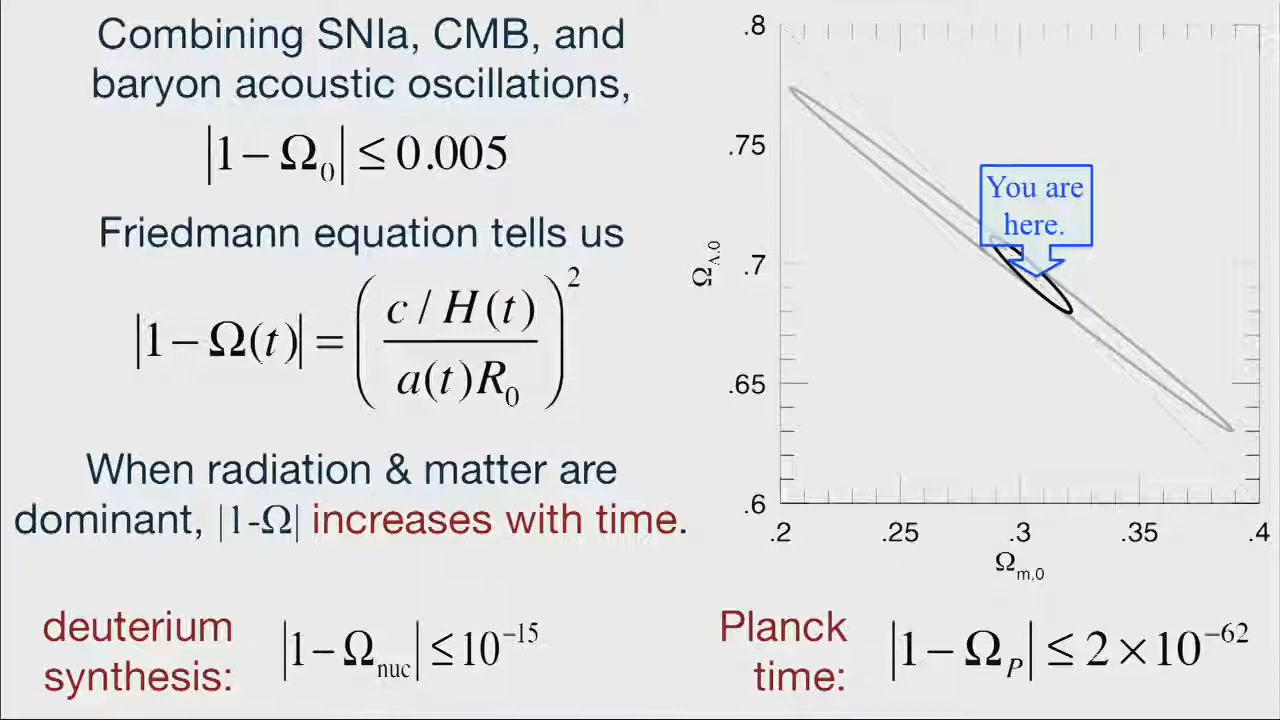 Combining SNIa, CMB, and
baryon acoustic oscillations,
|1 − Ω₀| ≤ 0.005
Friedmann equation tells us
|1 − Ω(t)| = ( c / H(t) / a(t)R₀ )²
When radiation & matter are
dominant, |1-Ω| increases with time.
deuterium
synthesis:
|1 − Ω_nuc| ≤ 10⁻¹⁵
.8
.75
.7
.65
.6
Ω_Λ,0
You are
here.
.2 .25 .3 .35 .4
Ω_m,0
Planck
time:
|1 − Ω_P| ≤ 2 × 10⁻⁶²